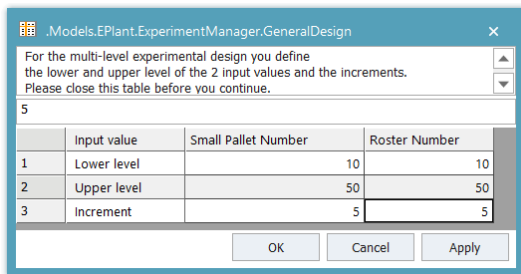 .Models.EPlant.ExperimentManager.GeneralDesign
For the multi-level experimental design you define
the lower and upper level of the 2 input values and the increments.
Please close this table before you continue.
5
Input value Small Pallet Number Roster Number
1 Lower level 10 10
2 Upper level 50 50
3 Increment 5 5
OK Cancel Apply